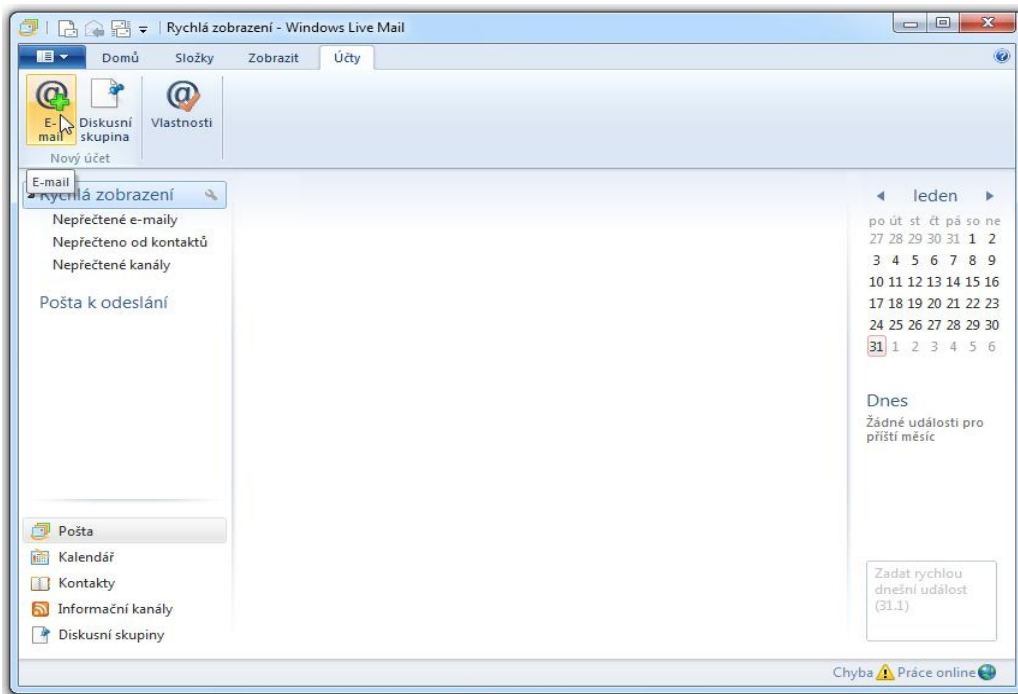 Rychlá zobrazení - Windows Live Mail
Domů Složky Zobrazit Účty
E-mail
Diskusní skupina
Vlastnosti
Nový účet
E-mail
Rychlá zobrazení
Nepřečtené e-maily
Nepřečteno od kontaktů
Nepřečtené kanály
Pošta k odeslání
Pošta
Kalendář
Kontakty
Informační kanály
Diskusní skupiny
leden
po út st čt pá so ne
27 28 29 30 31 1 2
3 4 5 6 7 8 9
10 11 12 13 14 15 16
17 18 19 20 21 22 23
24 25 26 27 28 29 30
31 1 2 3 4 5 6
Dnes
Žádné události pro
příští měsíc
Zadat rychlou
dnešní událost
(31.1)
Chyba Práce online